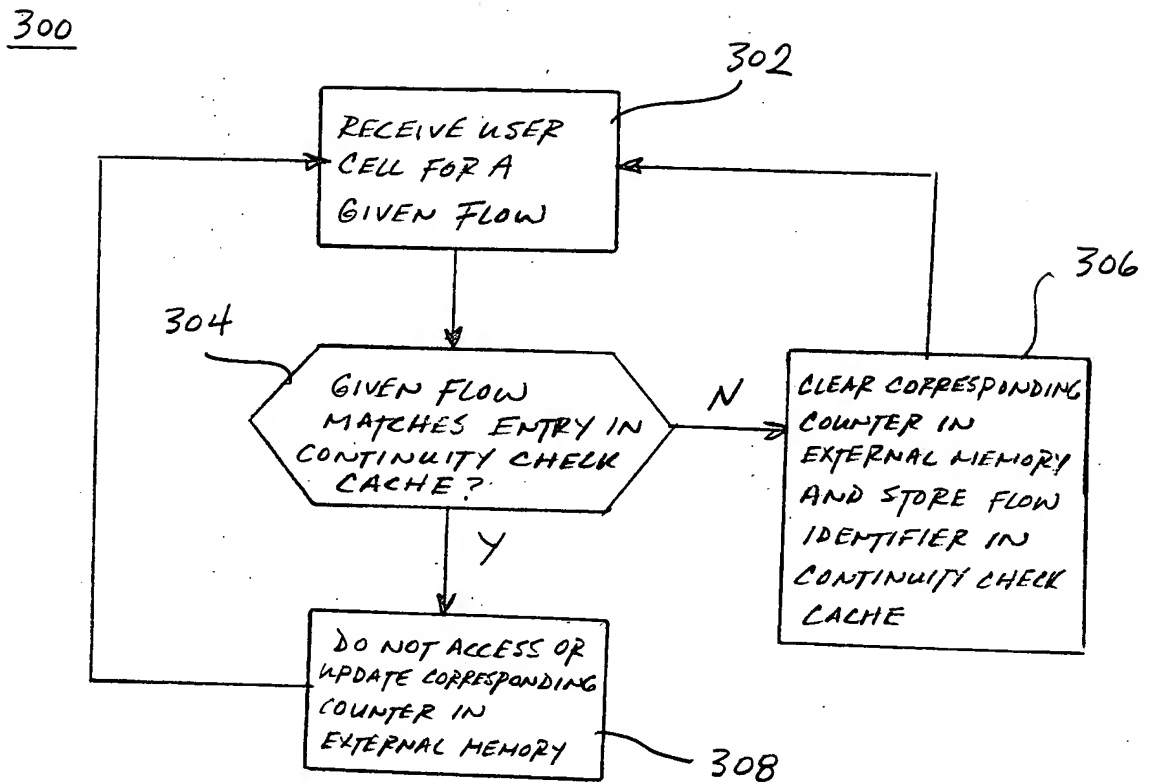 300
302
RECEIVE USER
CELL FOR A
GIVEN FLOW
304
GIVEN FLOW
MATCHES ENTRY IN
CONTINUITY CHECK
CACHE?
N
306
CLEAR CORRESPONDING
COUNTER IN
EXTERNAL MEMORY
AND STORE FLOW
IDENTIFIER IN
CONTINUITY CHECK
CACHE
Y
DO NOT ACCESS OR
UPDATE CORRESPONDING
COUNTER IN
EXTERNAL MEMORY
308